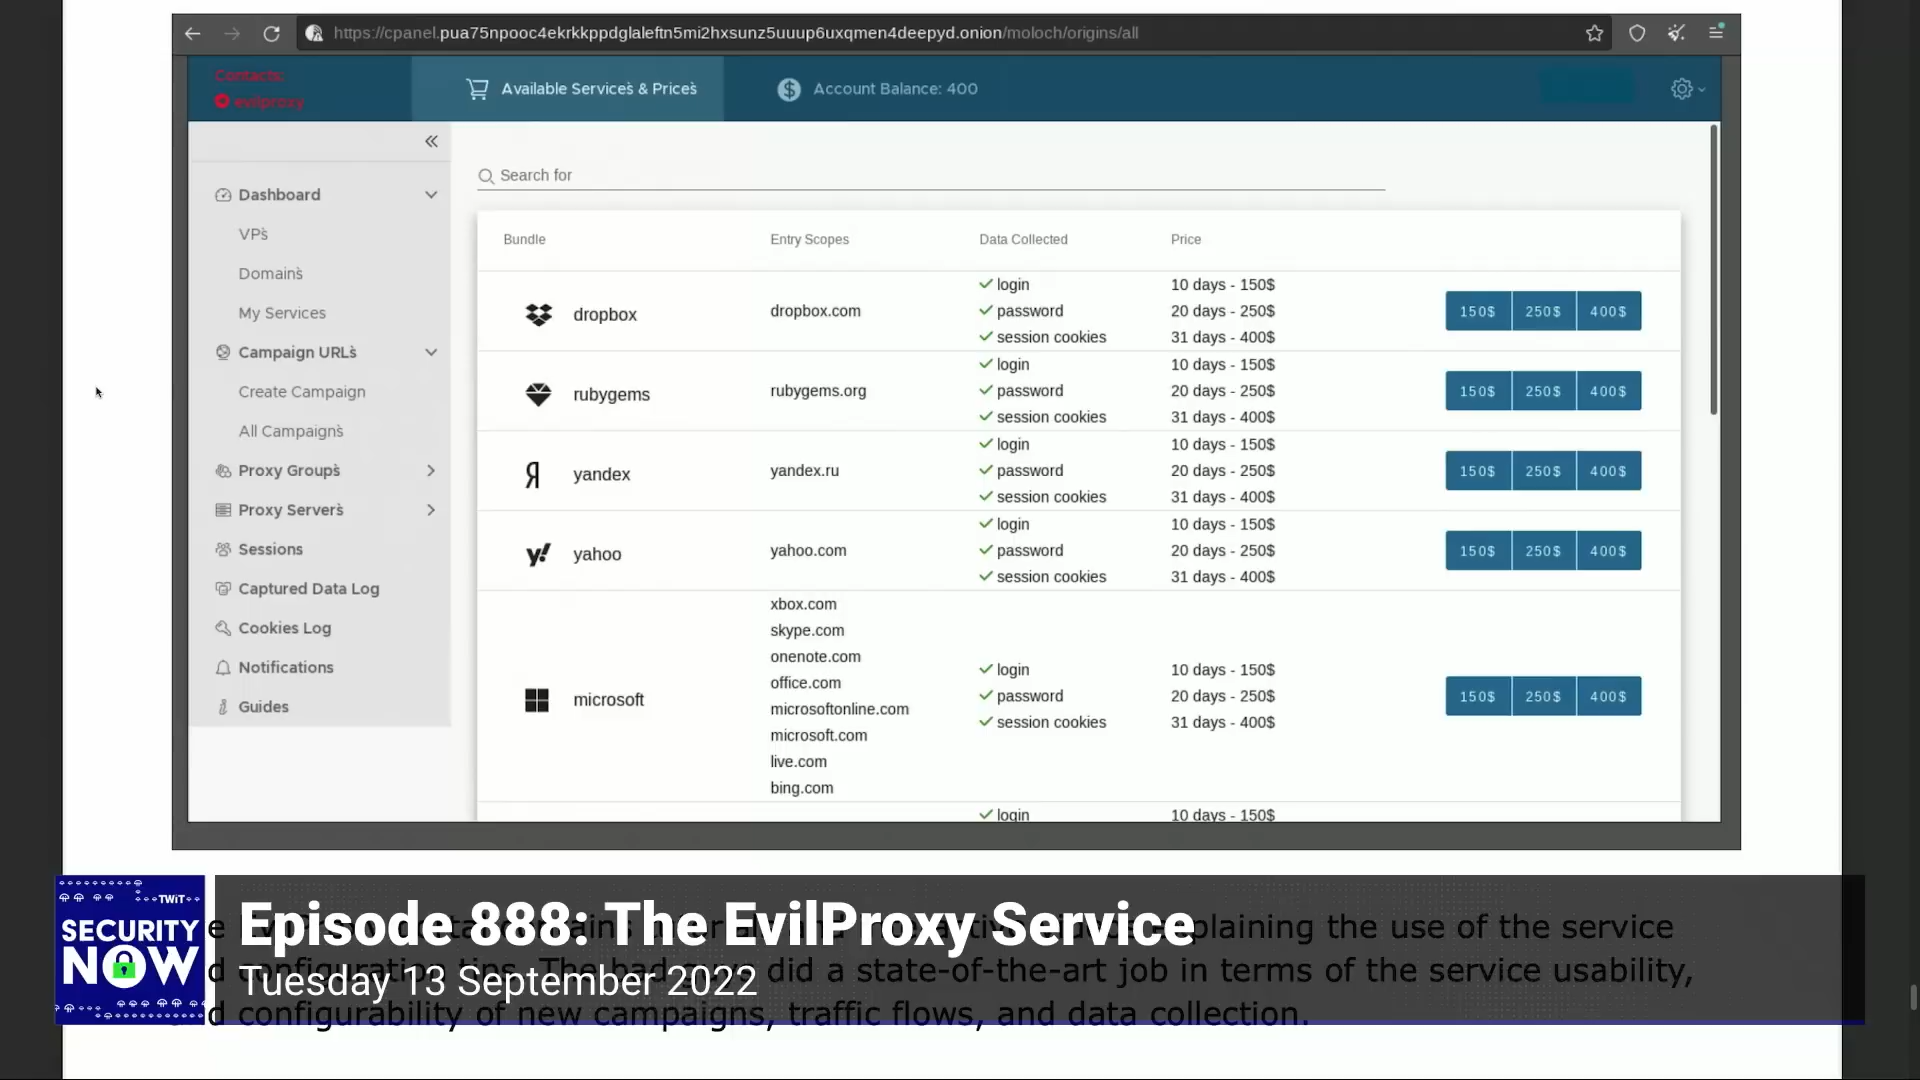 https://cpanel.pua75npooc4ekrkkppdglaleftn5mi2hxsunz5uuup6uxqmen4deepyd.onion/moloch/origins/all
Contacts:
evilproxy
Available Services & Prices
Account Balance: 400
Search for
Dashboard
VPs
Domains
My Services
Campaign URLs
Create Campaign
All Campaigns
Proxy Groups
Proxy Servers
Sessions
Captured Data Log
Cookies Log
Notifications
Guides
Bundle Entry Scopes Data Collected Price
dropbox
dropbox.com
login
password
session cookies
10 days - 150$
20 days - 250$
31 days - 400$
150$ 250$ 400$
rubygems
rubygems.org
login
password
session cookies
10 days - 150$
20 days - 250$
31 days - 400$
150$ 250$ 400$
yandex
yandex.ru
login
password
session cookies
10 days - 150$
20 days - 250$
31 days - 400$
150$ 250$ 400$
yahoo
yahoo.com
login
password
session cookies
10 days - 150$
20 days - 250$
31 days - 400$
150$ 250$ 400$
microsoft
xbox.com
skype.com
onenote.com
office.com
microsoftonline.com
microsoft.com
live.com
bing.com
login
password
session cookies
10 days - 150$
20 days - 250$
31 days - 400$
150$ 250$ 400$
login
10 days - 150$
TWiT
SECURITY
NOW
Episode 888: The EvilProxy Service
Tuesday 13 September 2022
explaining the use of the service
did a state-of-the-art job in terms of the service usability,
configurability of new campaigns, traffic flows, and data collection.